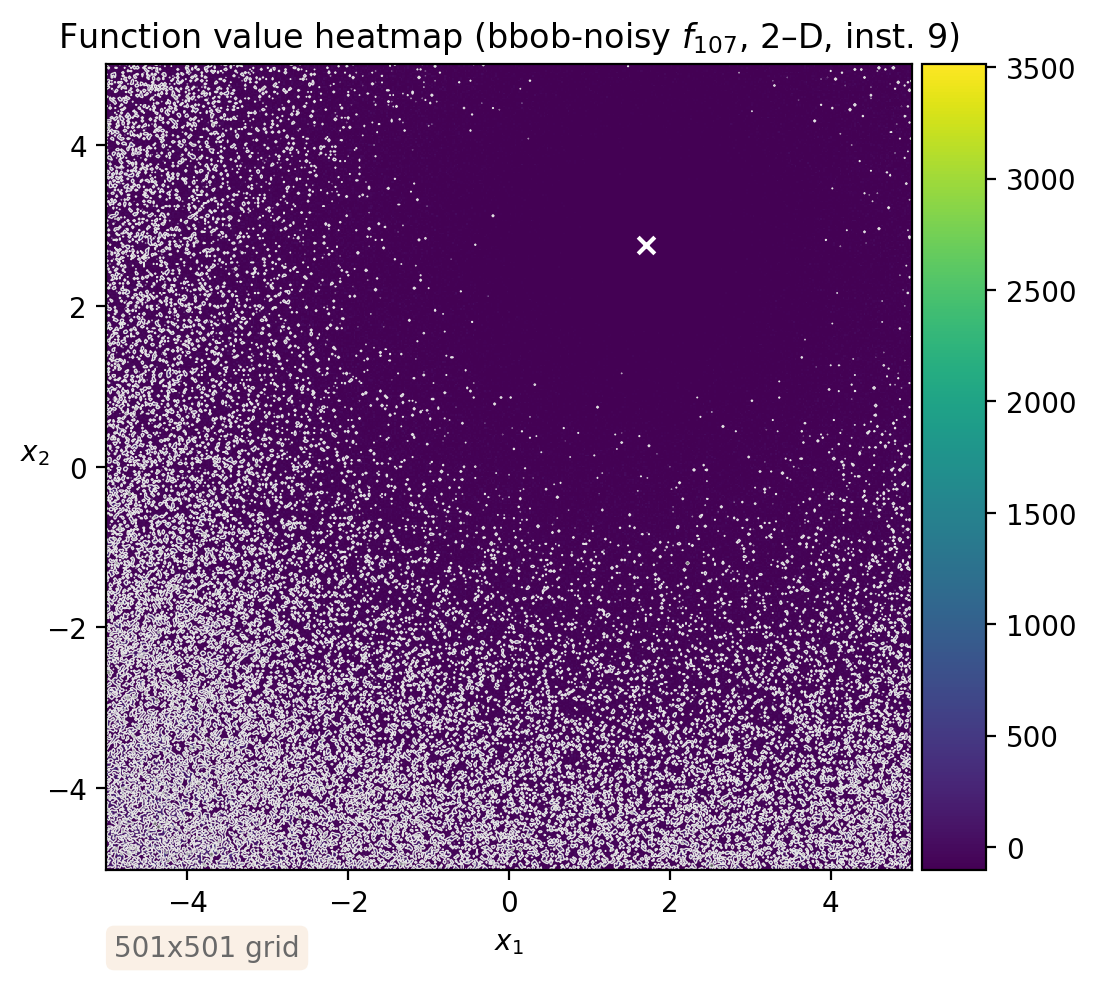 Function value heatmap (bbob-noisy f107, 2–D, inst. 9)
3500
3000
2500
2000
1500
1000
500
0
4
2
0
−2
−4
x2
−4 −2 0 2 4
x1
501x501 grid